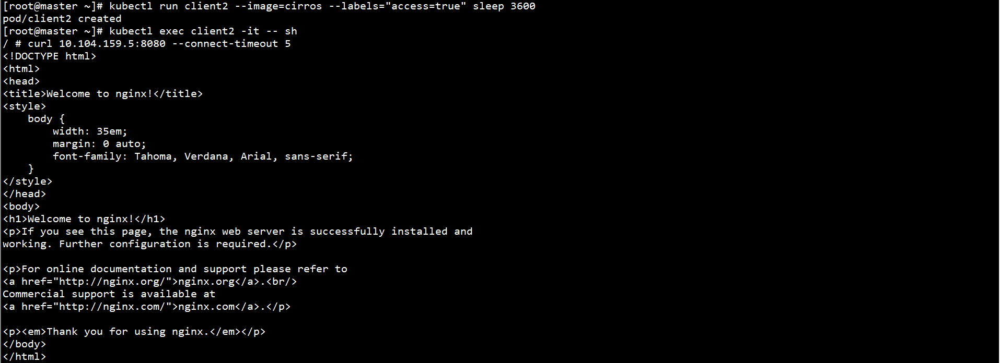 [root@master ~]# kubectl run client2 --image=cirros --labels="access=true" sleep 3600
pod/client2 created
[root@master ~]# kubectl exec client2 -it -- sh
/ # curl 10.104.159.5:8080 --connect-timeout 5
<!DOCTYPE html>
<html>
<head>
<title>Welcome to nginx!</title>
<style>
    body {
        width: 35em;
        margin: 0 auto;
        font-family: Tahoma, Verdana, Arial, sans-serif;
    }
</style>
</head>
<body>
<h1>Welcome to nginx!</h1>
<p>If you see this page, the nginx web server is successfully installed and
working. Further configuration is required.</p>

<p>For online documentation and support please refer to
<a href="http://nginx.org/">nginx.org</a>.<br/>
Commercial support is available at
<a href="http://nginx.com/">nginx.com</a>.</p>

<p><em>Thank you for using nginx.</em></p>
</body>
</html>